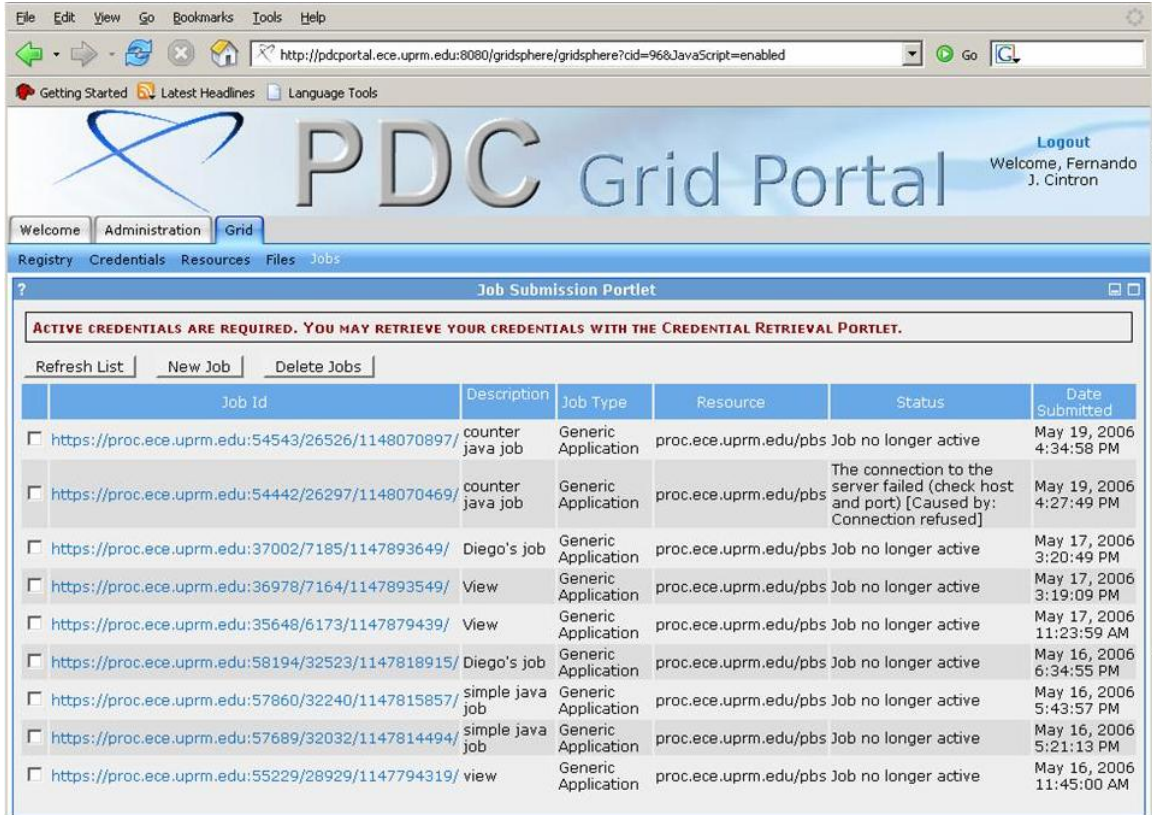 File Edit View Go Bookmarks Tools Help
http://pdcportal.ece.uprm.edu:8080/gridsphere/gridsphere?cid=96&JavaScript=enabled Go G
Getting Started Latest Headlines Language Tools
PDC Grid Portal
Logout
Welcome, Fernando
J. Cintron
Welcome Administration Grid
Registry Credentials Resources Files Jobs
? Job Submission Portlet
ACTIVE CREDENTIALS ARE REQUIRED. YOU MAY RETRIEVE YOUR CREDENTIALS WITH THE CREDENTIAL RETRIEVAL PORTLET.
Refresh List New Job Delete Jobs
Job Id Description Job Type Resource Status Date
Submitted
https://proc.ece.uprm.edu:54543/26526/1148070897/ counter Generic proc.ece.uprm.edu/pbs Job no longer active May 19, 2006
java job Application 4:34:58 PM
The connection to the
https://proc.ece.uprm.edu:54442/26297/1148070469/ counter Generic proc.ece.uprm.edu/pbs server failed (check host May 19, 2006
java job Application and port) [Caused by: 4:27:49 PM
Connection refused]
https://proc.ece.uprm.edu:37002/7185/1147893649/ Diego's job Generic proc.ece.uprm.edu/pbs Job no longer active May 17, 2006
Application 3:20:49 PM
https://proc.ece.uprm.edu:36978/7164/1147893549/ View Generic proc.ece.uprm.edu/pbs Job no longer active May 17, 2006
Application 3:19:09 PM
https://proc.ece.uprm.edu:35648/6173/1147879439/ View Generic proc.ece.uprm.edu/pbs Job no longer active May 17, 2006
Application 11:23:59 AM
https://proc.ece.uprm.edu:58194/32523/1147818915/ Diego's job Generic proc.ece.uprm.edu/pbs Job no longer active May 16, 2006
Application 6:34:55 PM
https://proc.ece.uprm.edu:57860/32240/1147815857/ simple java Generic proc.ece.uprm.edu/pbs Job no longer active May 16, 2006
job Application 5:43:57 PM
https://proc.ece.uprm.edu:57689/32032/1147814494/ simple java Generic proc.ece.uprm.edu/pbs Job no longer active May 16, 2006
job Application 5:21:13 PM
https://proc.ece.uprm.edu:55229/28929/1147794319/ view Generic proc.ece.uprm.edu/pbs Job no longer active May 16, 2006
Application 11:45:00 AM